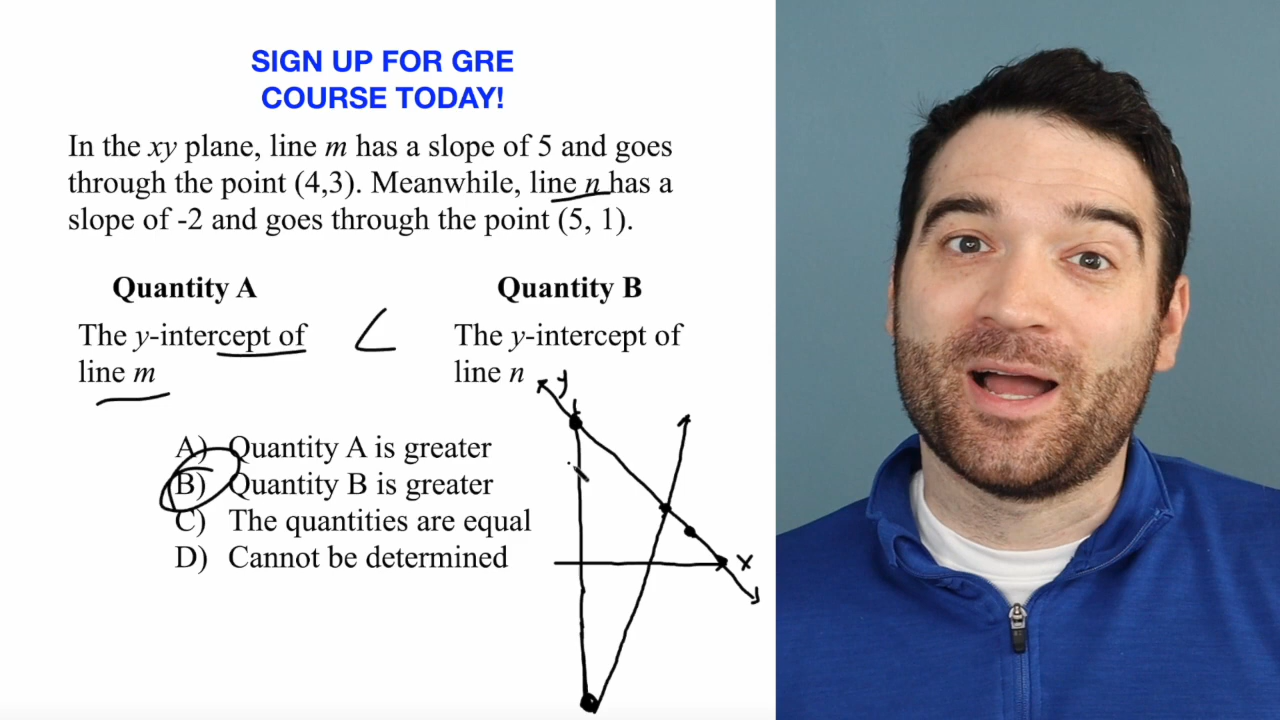 SIGN UP FOR GRE
COURSE TODAY!
In the xy plane, line m has a slope of 5 and goes
through the point (4,3). Meanwhile, line n has a
slope of -2 and goes through the point (5, 1).
Quantity A
Quantity B
The y-intercept of
line m
<
The y-intercept of
line n
y
A) Quantity A is greater
B) Quantity B is greater
C) The quantities are equal
D) Cannot be determined
x